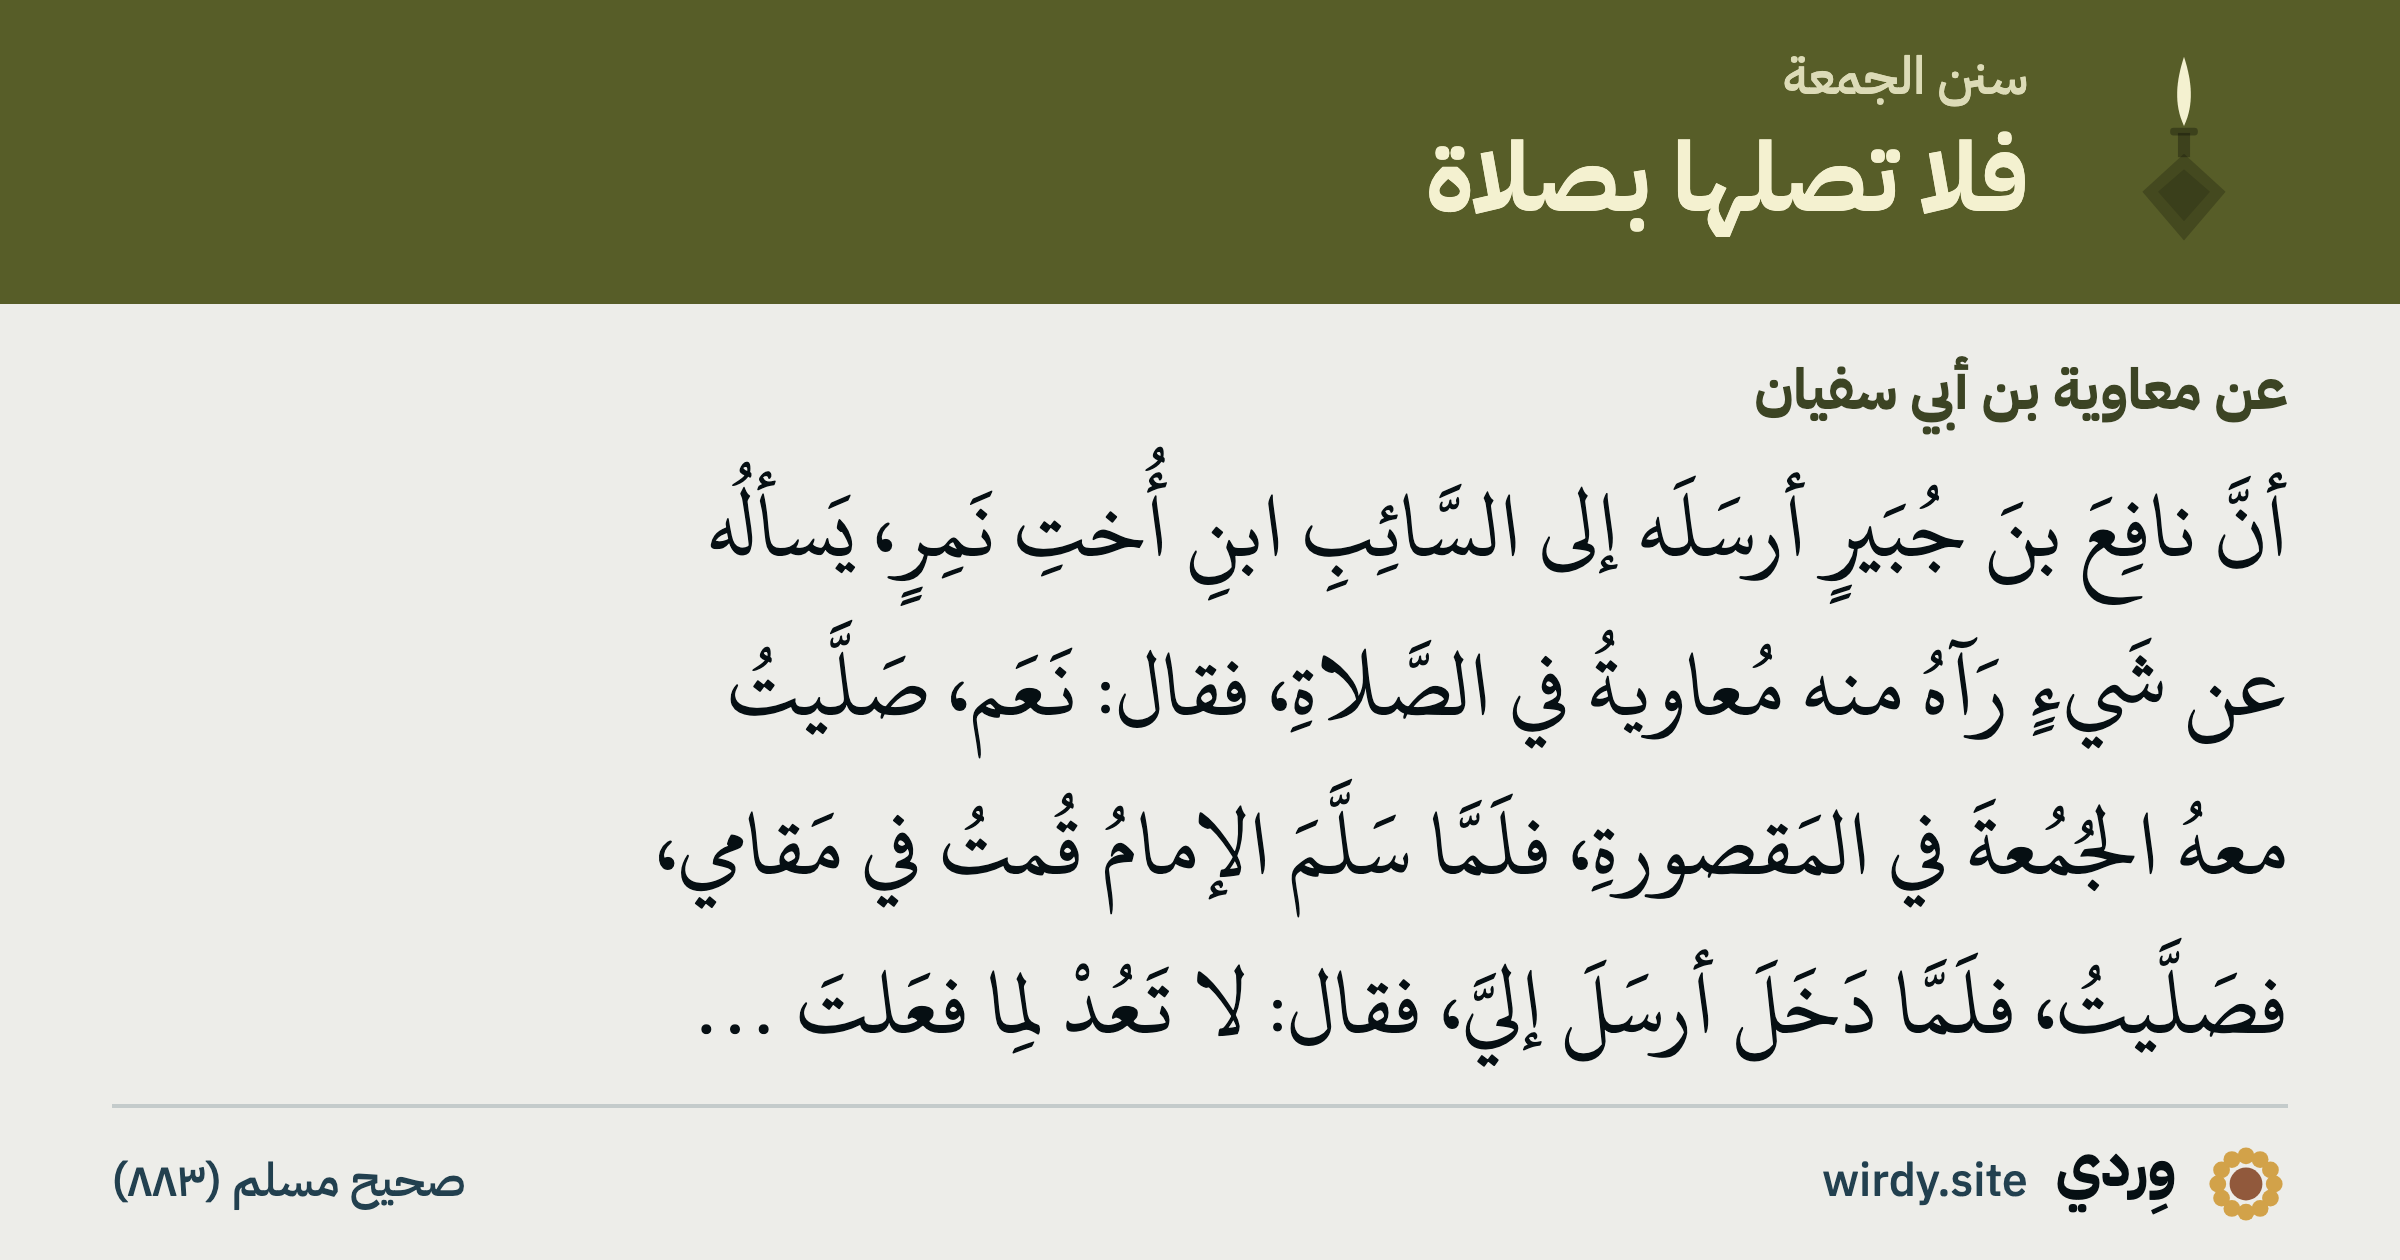 سنن الجمعة
فلا تصلها بصلاة
عن معاوية بن أبي سفيان
أنَّ نافِعَ بنَ جُبَيرٍ أرسَلَه إلى السَّائِبِ ابنِ أُختِ نَمِرٍ، يَسألُه
عن شَيءٍ رَآهُ منه مُعاويةُ في الصَّلاةِ، فقال: نَعَم، صَلَّيتُ
معهُ الجُمُعةَ في المَقصورةِ، فلَمَّا سَلَّمَ الإمامُ قُمتُ في مَقامي،
فصَلَّيتُ، فلَمَّا دَخَلَ أرسَلَ إليَّ، فقال: لا تَعُدْ لِما فعَلتَ ...
وِردي wirdy.site
صحيح مسلم (٨٨٣)